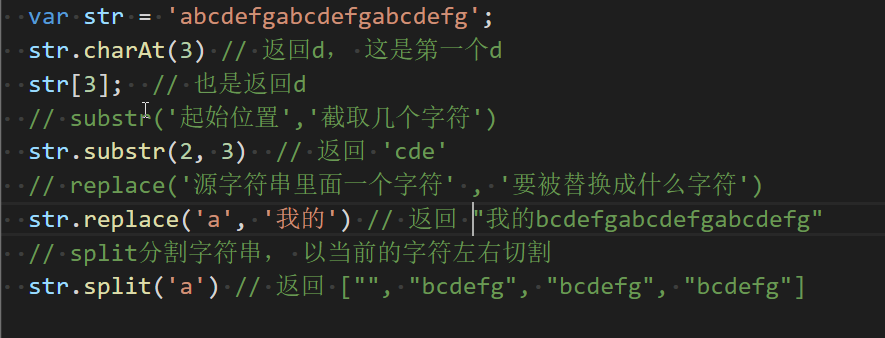 var str = 'abcdefgabcdefgabcdefg';
str.charAt(3) // 返回d， 这是第一个d
str[3];  // 也是返回d
// substr('起始位置','截取几个字符')
str.substr(2, 3)  // 返回 'cde'
// replace('源字符串里面一个字符' , '要被替换成什么字符')
str.replace('a', '我的') // 返回 "我的bcdefgabcdefgabcdefg"
// split分割字符串， 以当前的字符左右切割
str.split('a') // 返回 ["", "bcdefg", "bcdefg", "bcdefg"]